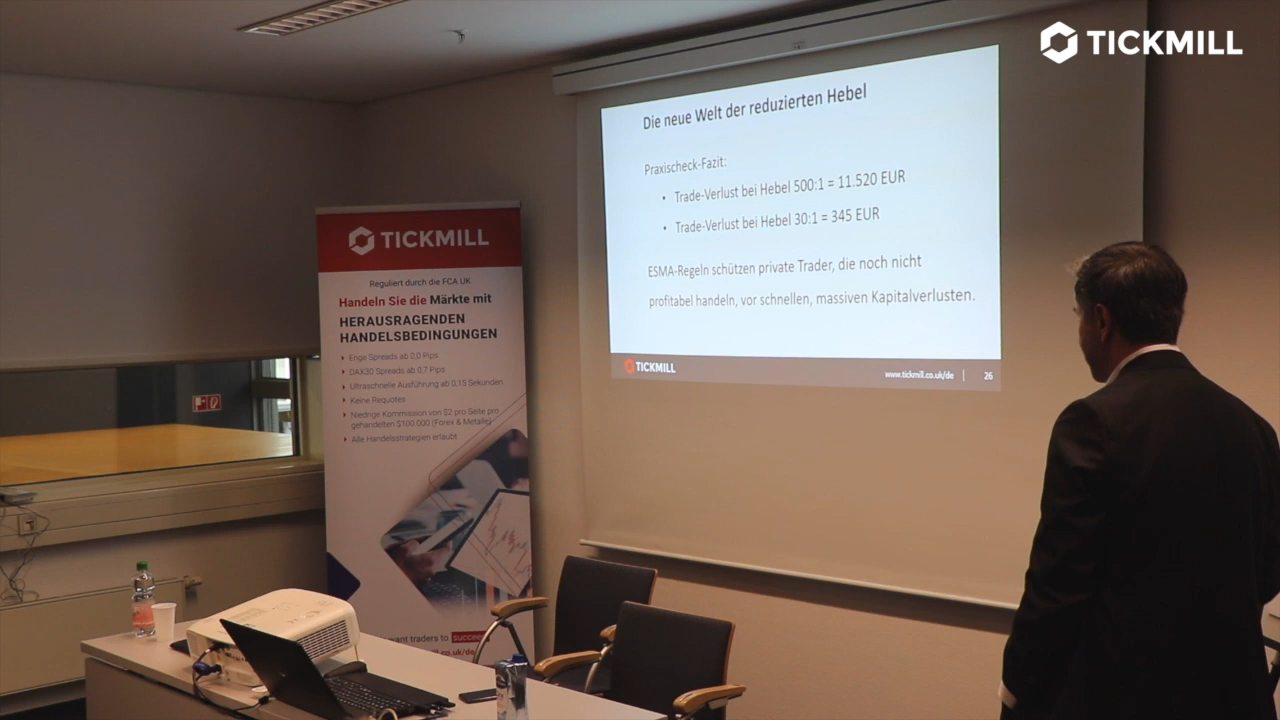 TICKMILL
Die neue Welt der reduzierten Hebel
Praxischeck-Fazit:
• Trade-Verlust bei Hebel 500:1 = 11.520 EUR
• Trade-Verlust bei Hebel 30:1 = 345 EUR
ESMA-Regeln schützen private Trader, die noch nicht
profitabel handeln, vor schnellen, massiven Kapitalverlusten.
TICKMILL
www.tickmill.co.uk/de | 26
TICKMILL
Reguliert durch die FCA UK
Handeln Sie die Märkte mit
HERAUSRAGENDEN
HANDELSBEDINGUNGEN
Enge Spreads ab 0,0 Pips
DAX30 Spreads ab 0,7 Pips
Ultraschnelle Ausführung ab 0,15 Sekunden
Keine Requotes
Niedrige Kommission von $2 pro Seite pro
gehandelten $100.000 (Forex & Metalle)
Alle Handelsstrategien erlaubt
traders to
.co.uk/de